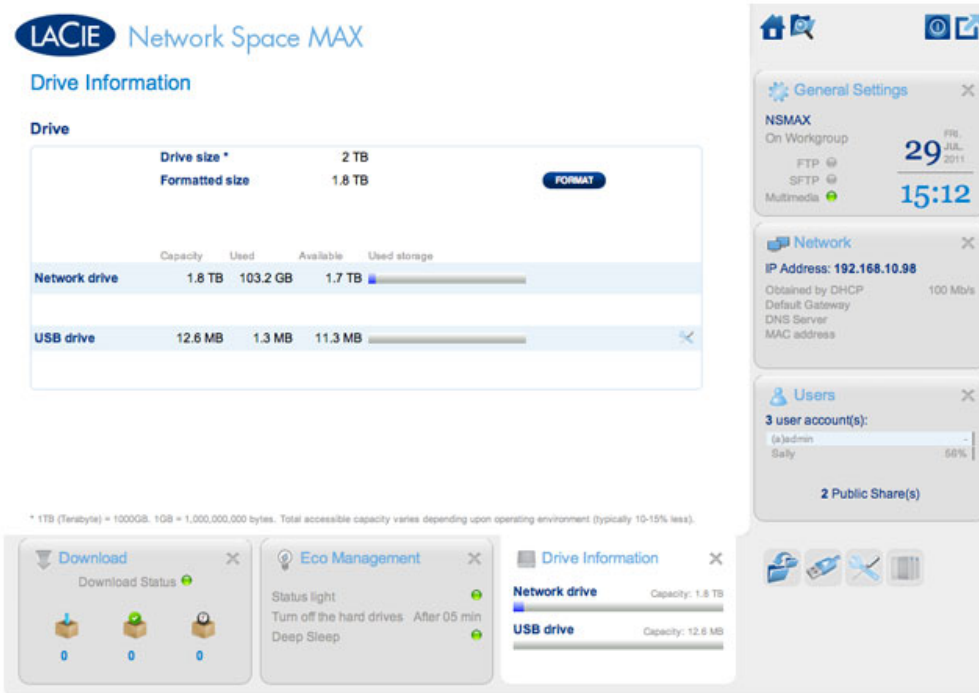 LACIE Network Space MAX
Drive Information
Drive
Drive size * 2 TB
Formatted size 1.8 TB FORMAT
Capacity Used Available Used storage
Network drive 1.8 TB 103.2 GB 1.7 TB
USB drive 12.6 MB 1.3 MB 11.3 MB
* 1TB (Terabyte) = 1000GB. 1GB = 1,000,000,000 bytes. Total accessible capacity varies depending upon operating environment (typically 10-15% less).
General Settings
NSMAX
On Workgroup
FTP
SFTP
Multimedia
29 FRI. JUL. 2011
15:12
Network
IP Address: 192.168.10.98
Obtained by DHCP 100 Mb/s
Default Gateway
DNS Server
MAC address
Users
3 user account(s):
(a)admin -
Sally 56%
2 Public Share(s)
Download
Download Status
0 0 0
Eco Management
Status light
Turn off the hard drives After 05 min
Deep Sleep
Drive Information
Network drive Capacity: 1.8 TB
USB drive Capacity: 12.6 MB